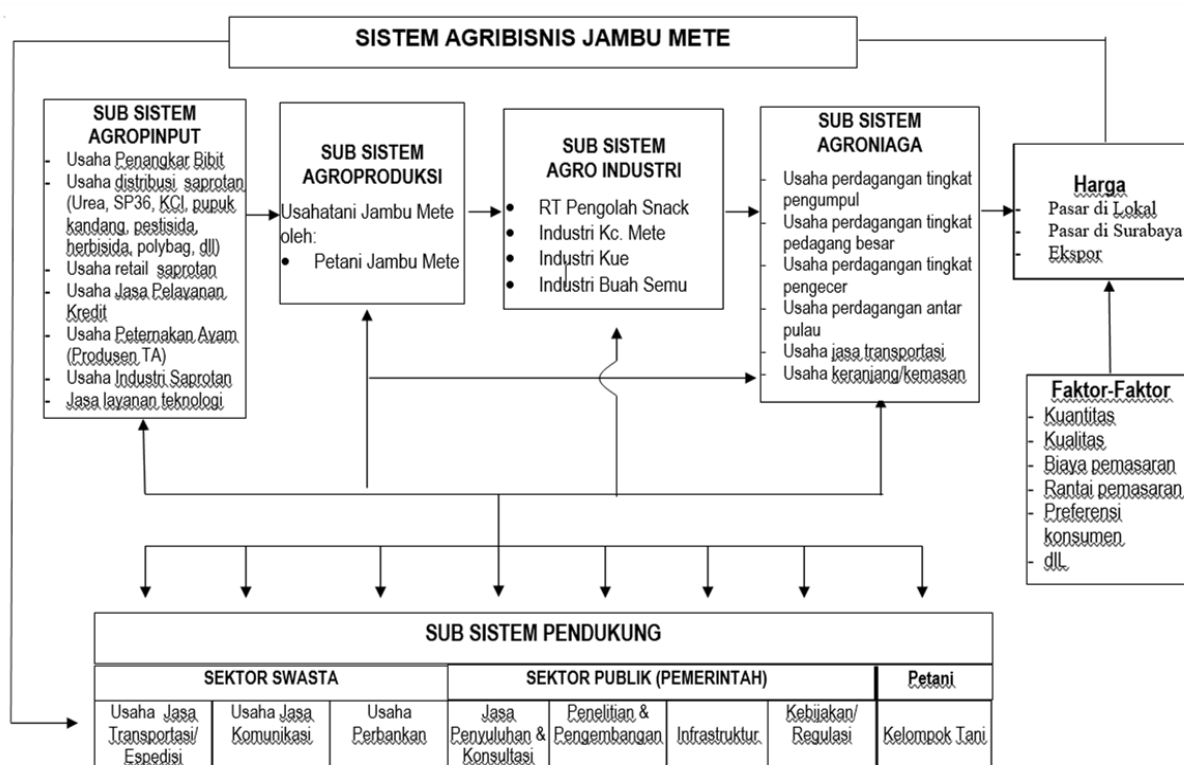 SISTEM AGRIBISNIS JAMBU METE
SUB SISTEM
AGROPINPUT
- Usaha Penangkar Bibit
- Usaha distribusi saprotan
(Urea, SP36, KCl, pupuk
kandang, pestisida,
herbisida, polybag, dll)
- Usaha retail saprotan
- Usaha Jasa Pelayanan
Kredit
- Usaha Peternakan Ayam
(Produsen TA)
- Usaha Industri Saprotan
- Jasa layanan teknologi
SUB SISTEM
AGROPRODUKSI
Usahatani Jambu Mete
oleh:
• Petani Jambu Mete
SUB SISTEM
AGRO INDUSTRI
• RT Pengolah Snack
• Industri Kc. Mete
• Industri Kue
• Industri Buah Semu
SUB SISTEM
AGRONIAGA
- Usaha perdagangan tingkat
pengumpul
- Usaha perdagangan tingkat
pedagang besar
- Usaha perdagangan tingkat
pengecer
- Usaha perdagangan antar
pulau
- Usaha jasa transportasi
- Usaha keranjang/kemasan
Harga
- Pasar di Lokal
- Pasar di Surabaya
- Ekspor
Faktor-Faktor
- Kuantitas
- Kualitas
- Biaya pemasaran
- Rantai pemasaran
- Preferensi
konsumen
- dlL
SUB SISTEM PENDUKUNG
SEKTOR SWASTA
SEKTOR PUBLIK (PEMERINTAH)
Petani
Usaha Jasa
Transportasi/
Espedisi
Usaha Jasa
Komunikasi
Usaha
Perbankan
Jasa
Penyuluhan &
Konsultasi
Penelitian &
Pengembangan
Infrastruktur
Kebijakan/
Regulasi
Kelompok Tani